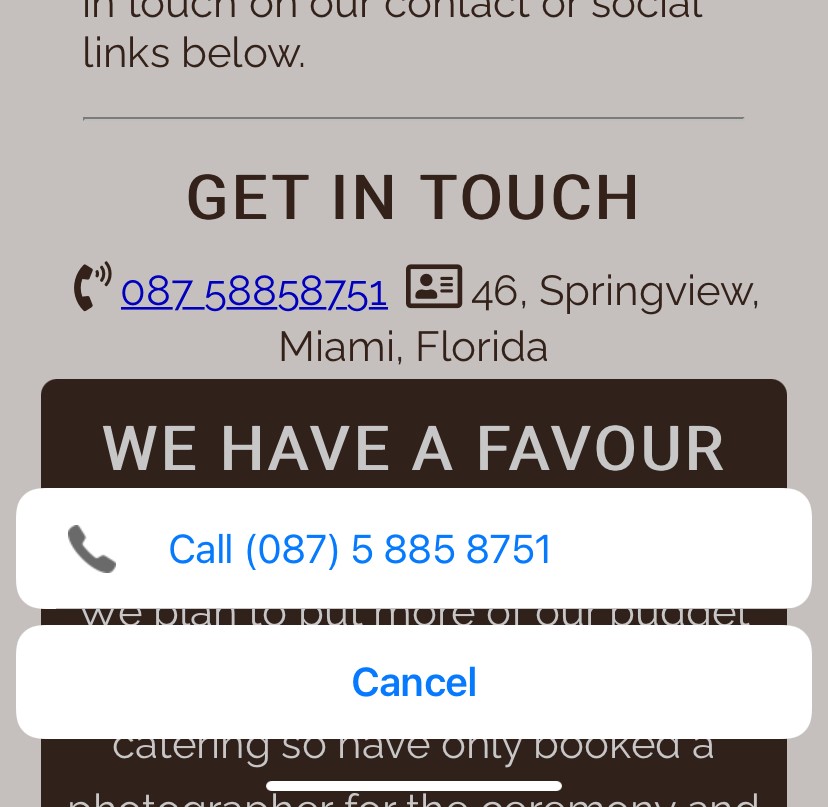 in touch on our contact or social
links below.
GET IN TOUCH
087 58858751 46, Springview,
Miami, Florida
WE HAVE A FAVOUR
Call (087) 5 885 8751
We plan to put more of our budget
Cancel
catering so have only booked a
photographer for the ceremony and